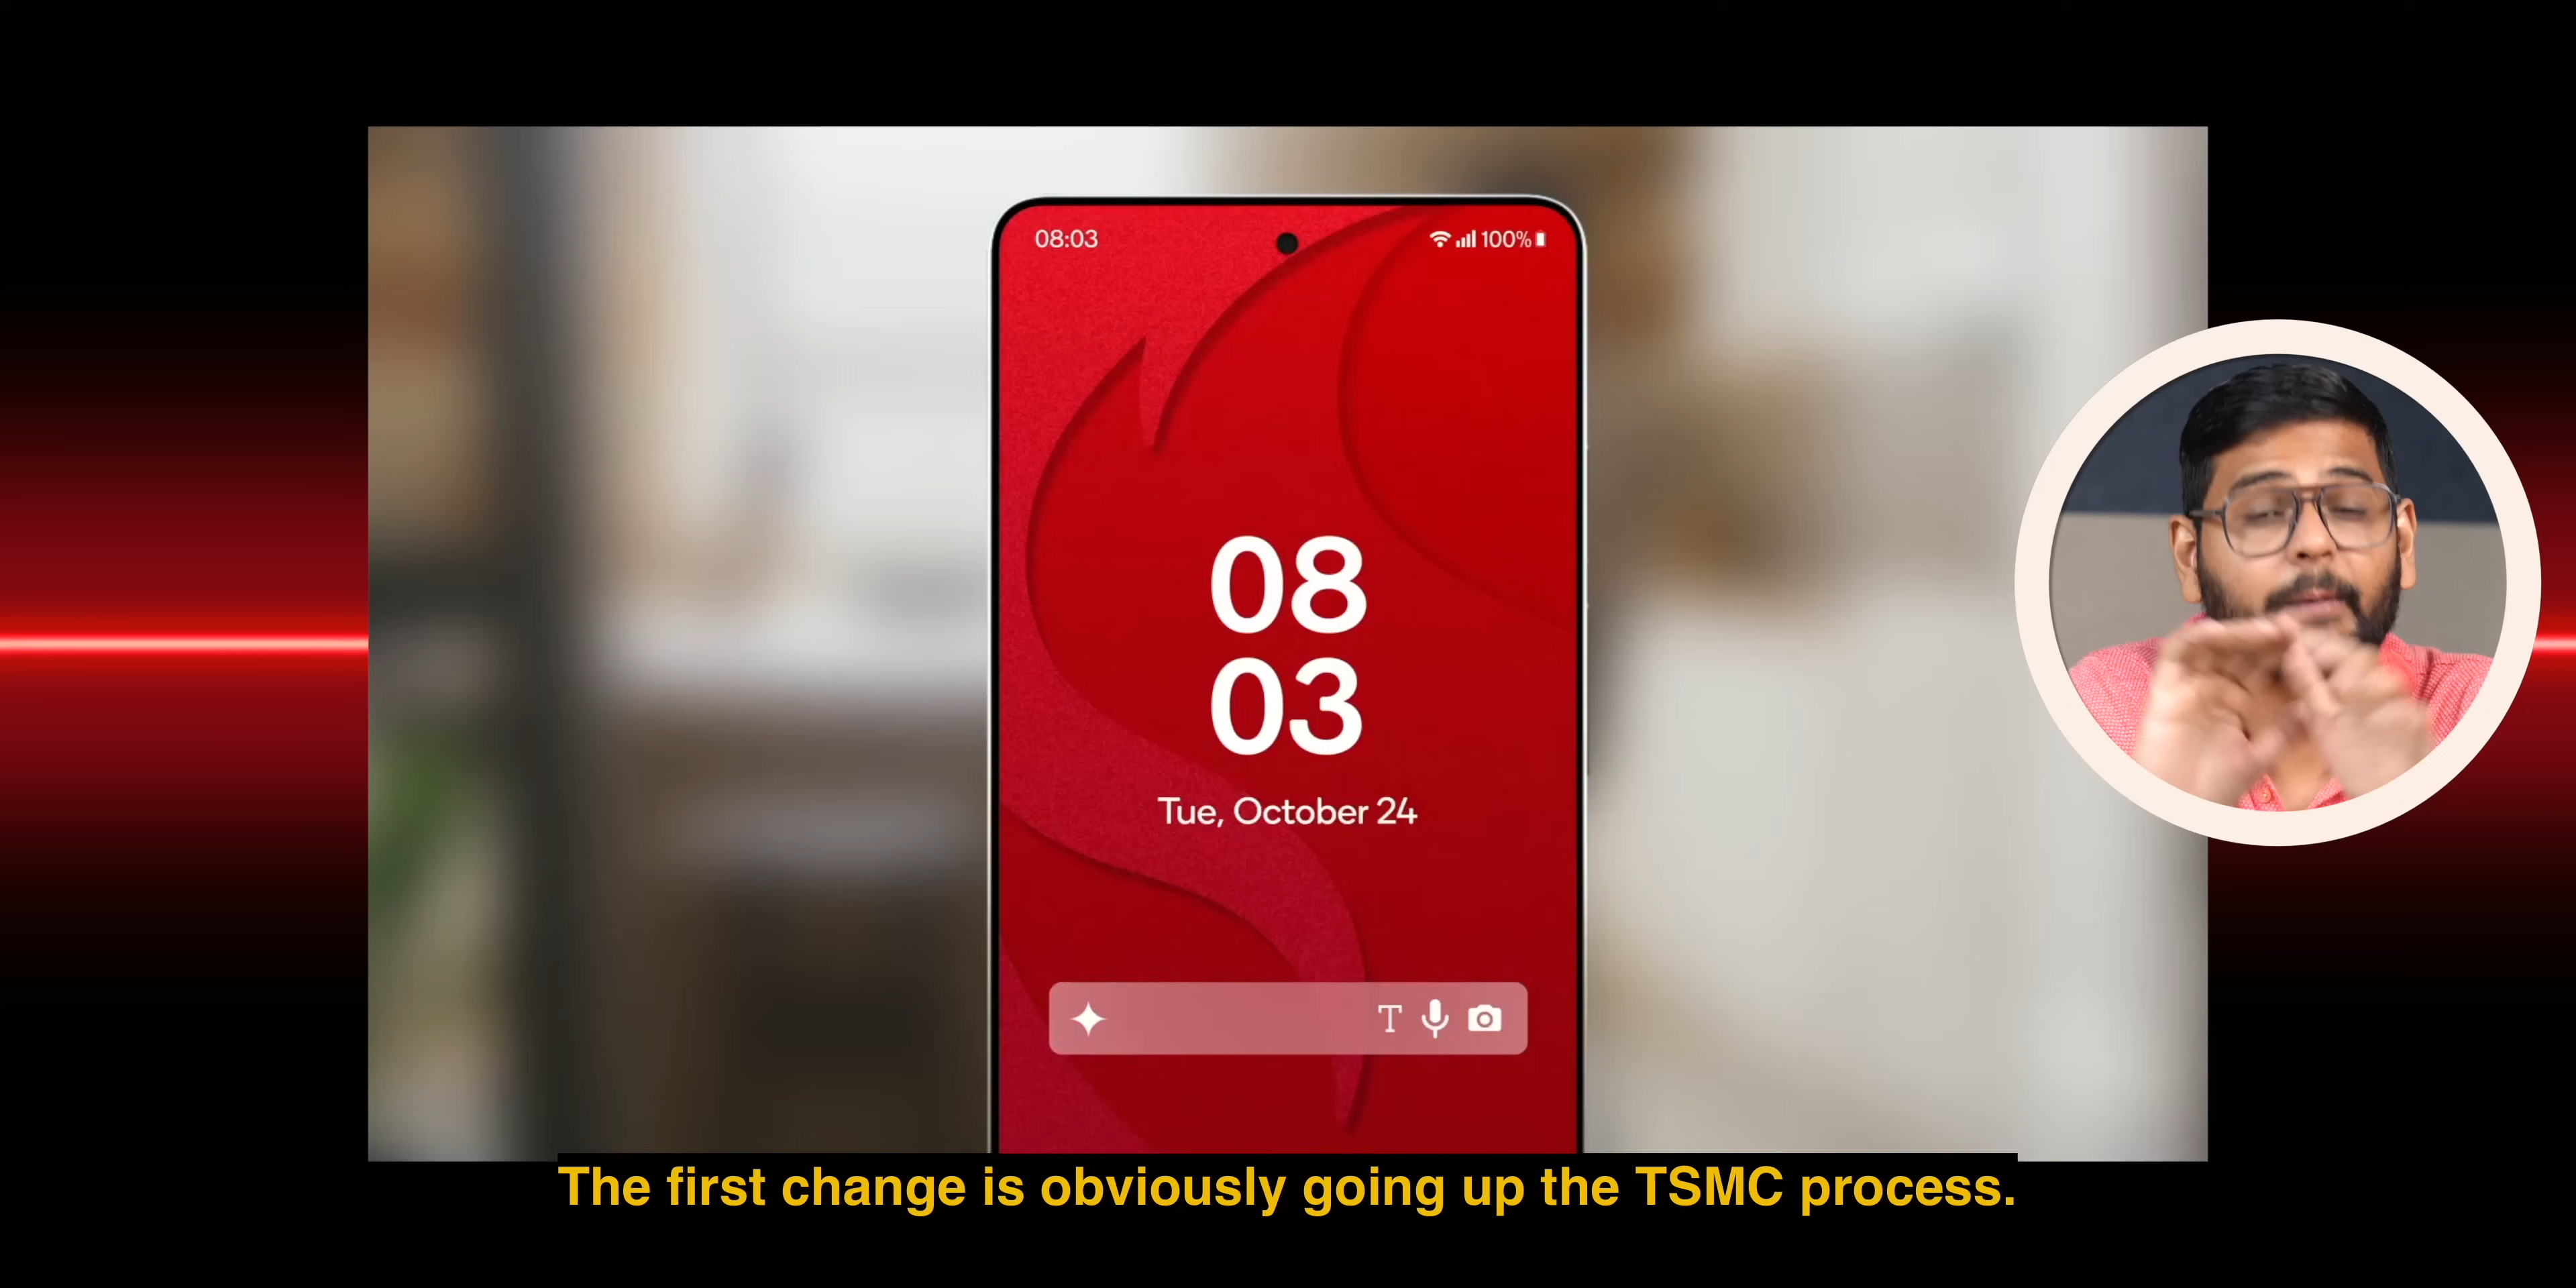 08:03
100%
08
03
Tue, October 24
T
The first change is obviously going up the TSMC process.